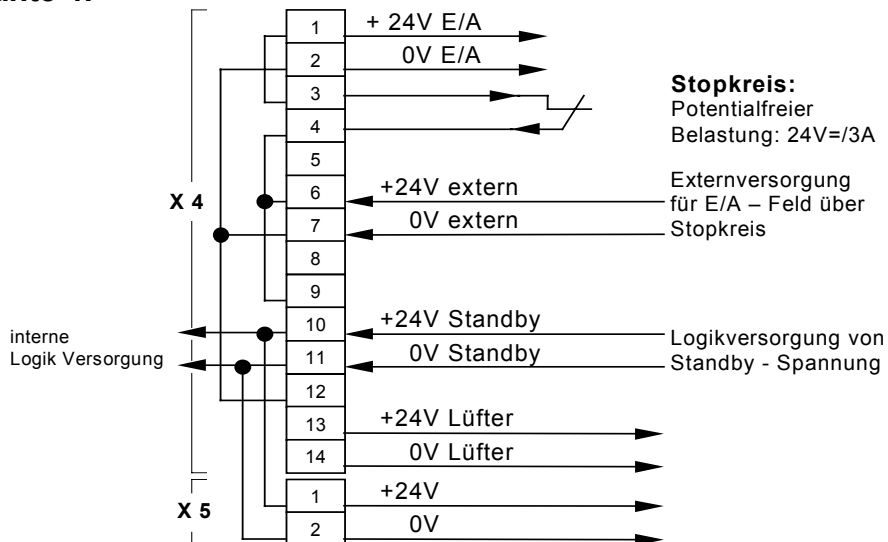 1 + 24V E/A
2 0V E/A
3
4
5
6 +24V extern
7 0V extern
8
9
10 +24V Standby
11 0V Standby
12
13 +24V Lüfter
14 0V Lüfter
X 4
Stopkreis:
Potentialfreier
Belastung: 24V=/3A
Externversorgung
für E/A – Feld über
Stopkreis
interne
Logik Versorgung
Logikversorgung von
Standby - Spannung
X 5
1 +24V
2 0V